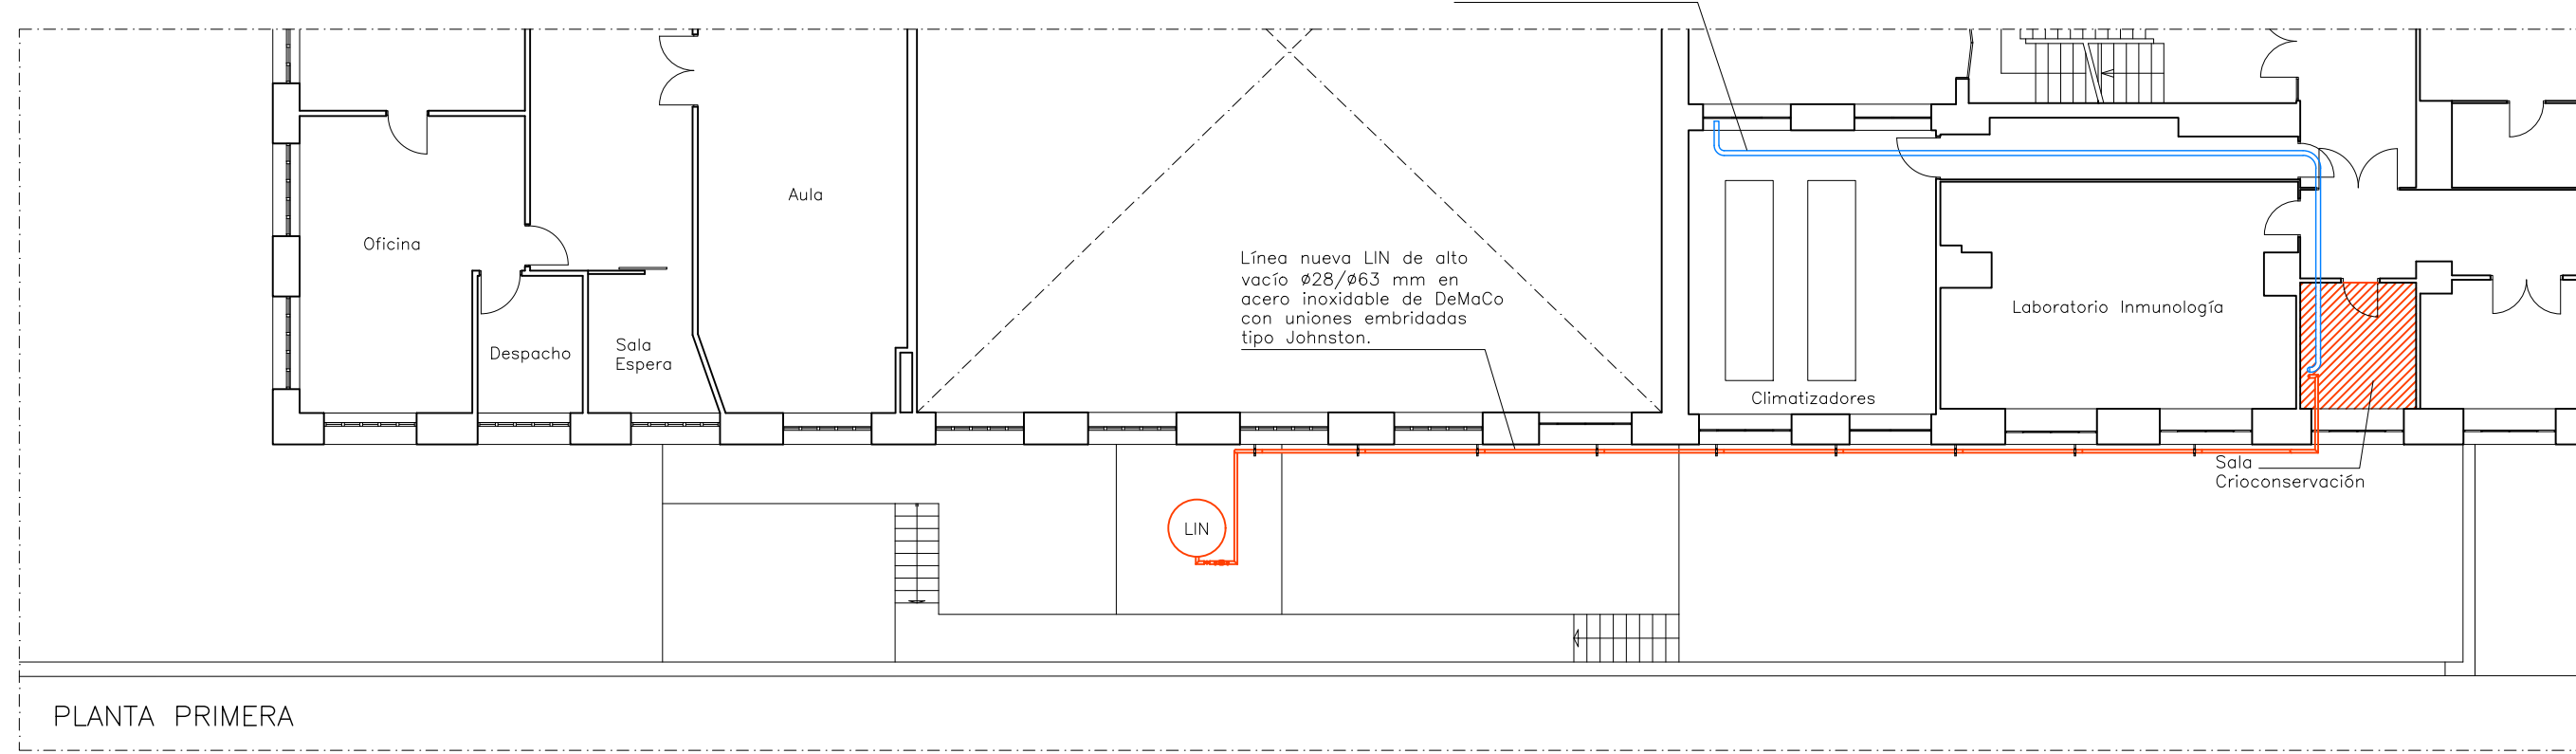 Aula
Oficina
Línea nueva LIN de alto
vacío ø28/ø63 mm en
acero inoxidable de DeMaCo
con uniones embridadas
tipo Johnston.
Laboratorio Inmunología
Despacho
Sala
Espera
Climatizadores
Sala
Crioconservación
LIN
PLANTA PRIMERA